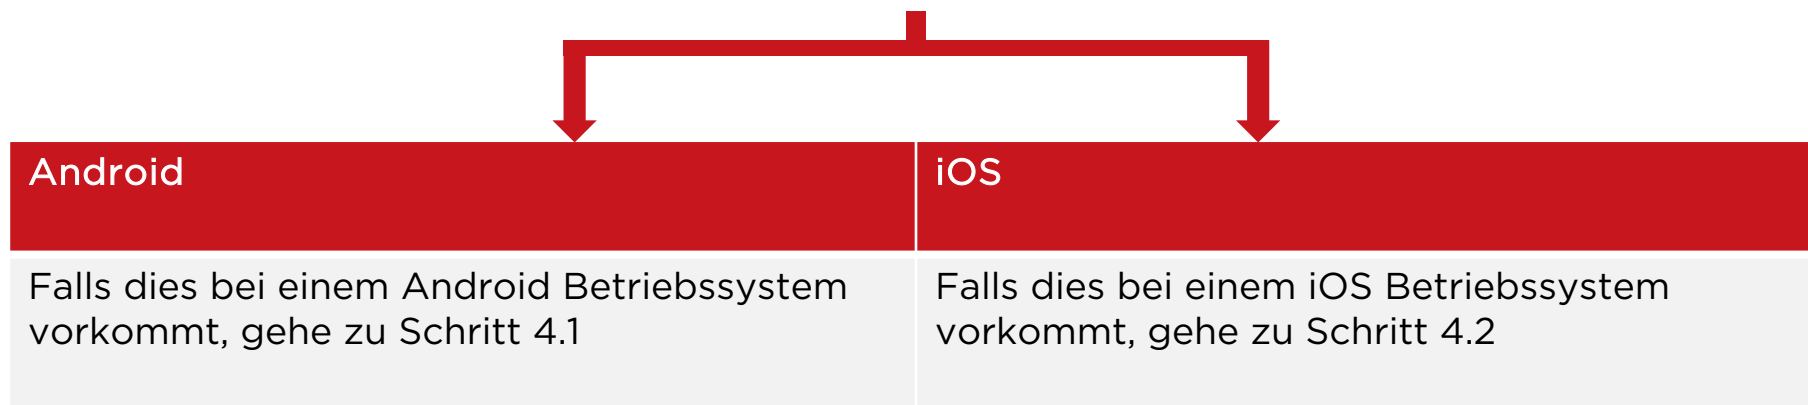 Android
iOS
Falls dies bei einem Android Betriebssystem
vorkommt, gehe zu Schritt 4.1
Falls dies bei einem iOS Betriebssystem
vorkommt, gehe zu Schritt 4.2